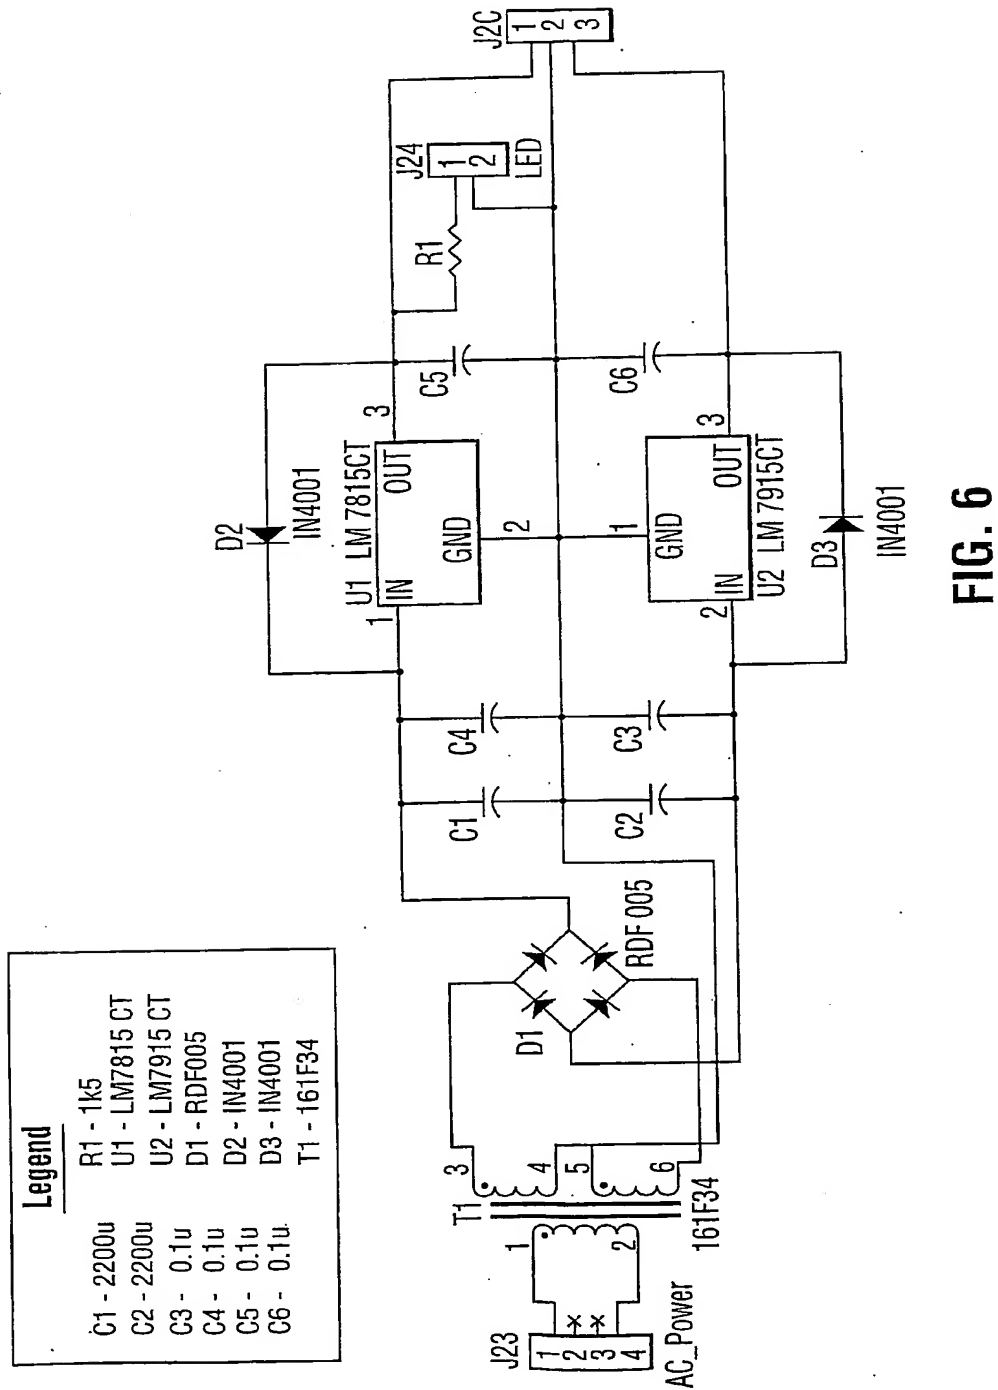 Legend
C1 - 2200u
C2 - 2200u
C3 - 0.1u
C4 - 0.1u
C5 - 0.1u
C6 - 0.1u
R1 - 1k5
U1 - LM7815 CT
U2 - LM7915 CT
D1 - RDF005
D2 - IN4001
D3 - IN4001
T1 - 161F34
J23
1
2
3
4
AC_Power
T1
1
2
3
4
5
6
161F34
D1
RDF 005
C1
C2
C4
C3
D2
IN4001
U1 LM 7815CT
1
IN
OUT
3
GND
2
1
GND
2
IN
OUT
3
U2 LM 7915CT
D3
IN4001
C5
C6
R1
J24
1
2
LED
J2C
1
2
3
FIG. 6